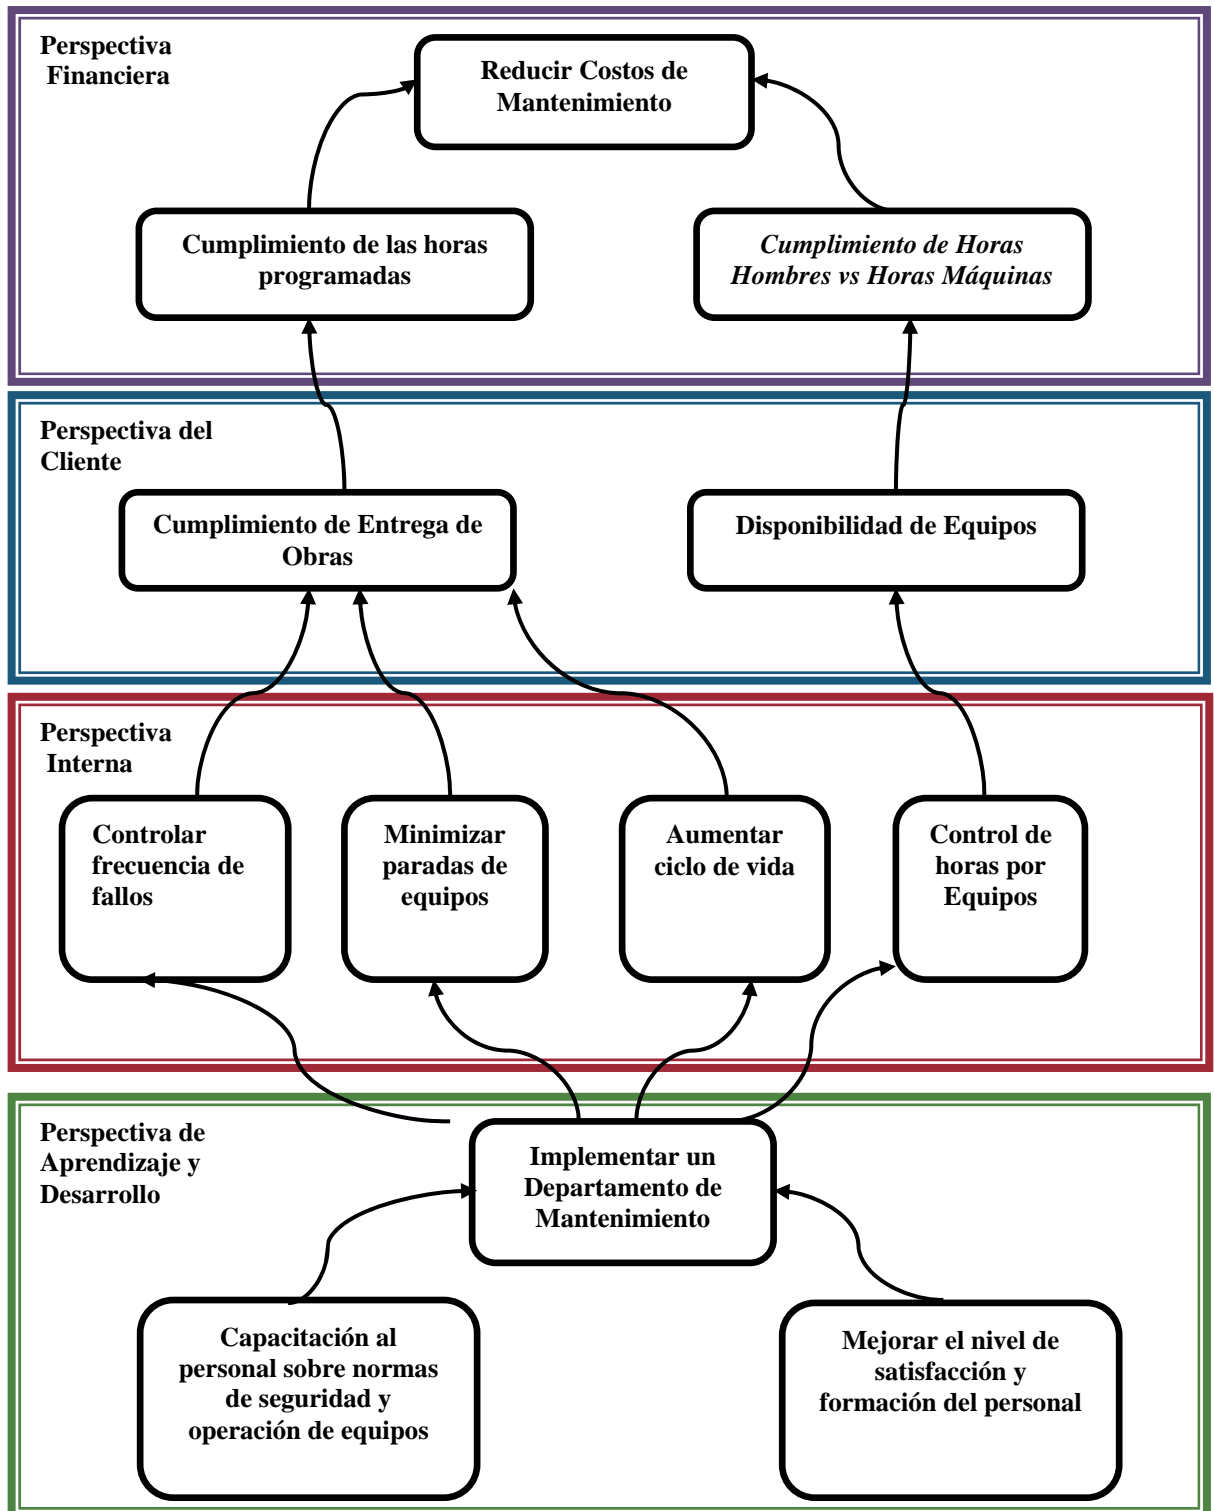 Perspectiva
Financiera
Reducir Costos de
Mantenimiento
Cumplimiento de las horas
programadas
Cumplimiento de Horas
Hombres vs Horas Máquinas
Perspectiva del
Cliente
Cumplimiento de Entrega de
Obras
Disponibilidad de Equipos
Perspectiva
Interna
Controlar
frecuencia de
fallos
Minimizar
paradas de
equipos
Aumentar
ciclo de vida
Control de
horas por
Equipos
Perspectiva de
Aprendizaje y
Desarrollo
Implementar un
Departamento de
Mantenimiento
Capacitación al
personal sobre normas
de seguridad y
operación de equipos
Mejorar el nivel de
satisfacción y
formación del personal